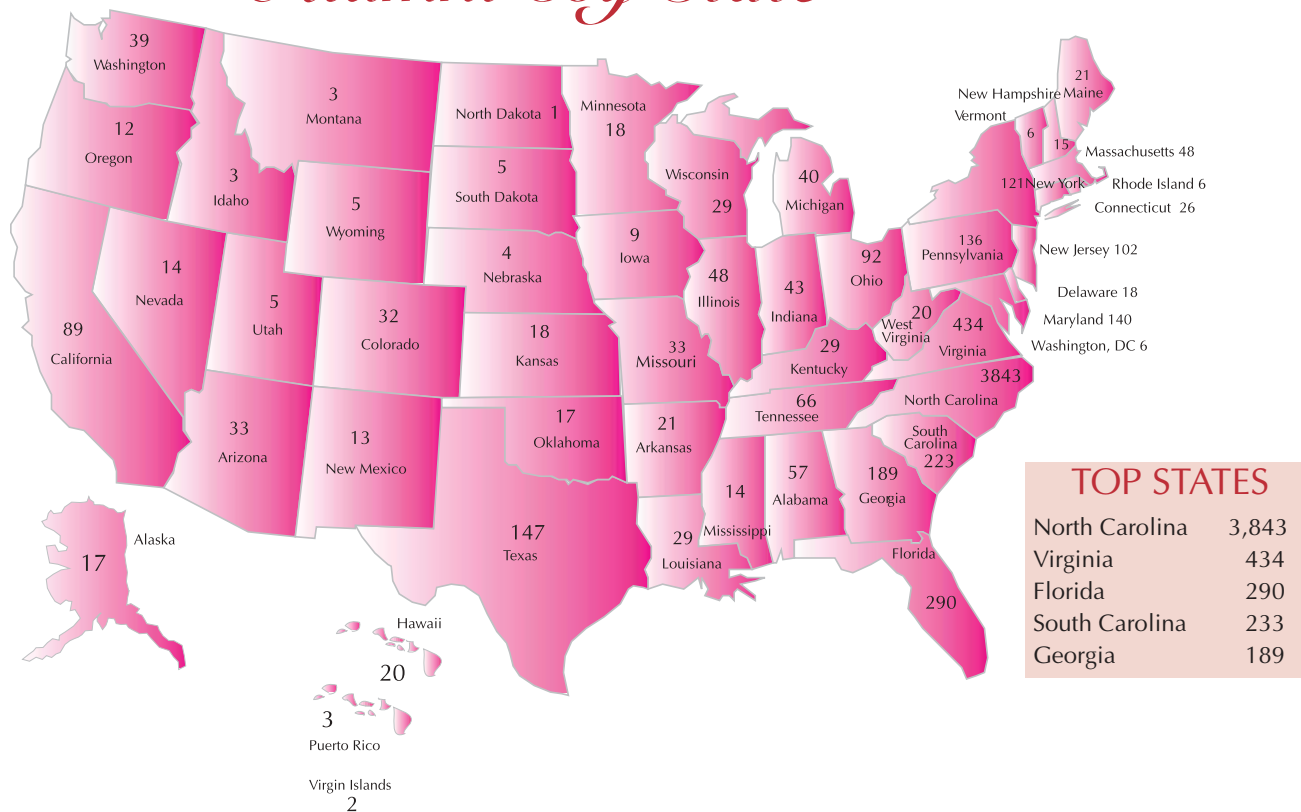 by State
39
Washington
12
Oregon
3
Idaho
3
Montana
North Dakota 1
5
South Dakota
Minnesota
18
Wisconsin
29
40
Michigan
New Hampshire
Vermont
21
Maine
6
15
Massachusetts 48
121 New York
Rhode Island 6
Connecticut 26
5
Wyoming
4
Nebraska
9
Iowa
48
Illinois
43
Indiana
92
Ohio
136
Pennsylvania
New Jersey 102
Delaware 18
Maryland 140
Washington, DC 6
14
Nevada
5
Utah
32
Colorado
18
Kansas
33
Missouri
29
Kentucky
20
West
Virginia
434
Virginia
89
California
33
Arizona
13
New Mexico
17
Oklahoma
21
Arkansas
66
Tennessee
3843
North Carolina
South
Carolina
223
147
Texas
29
Louisiana
14
Mississippi
57
Alabama
189
Georgia
Florida
290
17
Alaska
Hawaii
20
3
Puerto Rico
Virgin Islands
2
TOP STATES
North Carolina 3,843
Virginia 434
Florida 290
South Carolina 233
Georgia 189